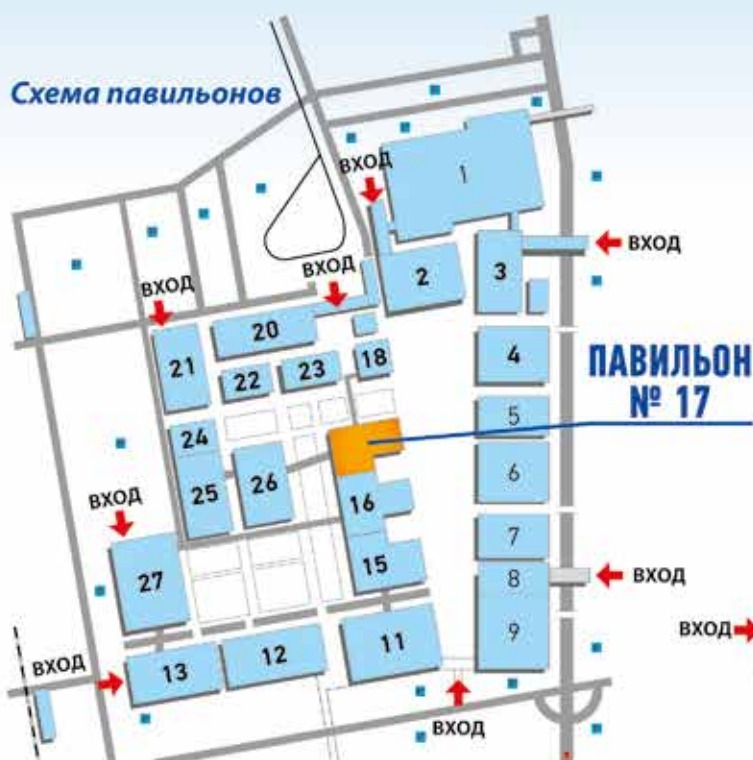 Схема павильонов
ВХОД
1
ВХОД
2
3
ВХОД
ВХОД
20
21
22
23
18
4
ПАВИЛЬОН
№ 17
5
24
25
26
16
6
ВХОД
27
15
7
8
ВХОД
9
ВХОД
ВХОД
13
12
11
ВХОД